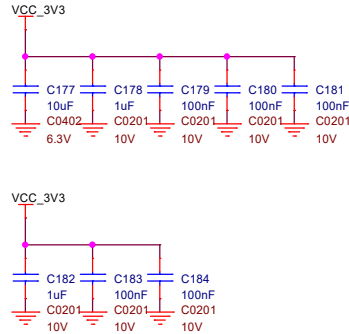 VCC_3V3
C177 C178 C179 C180 C181
10uF 1uF 100nF 100nF 100nF
C0402 C0201 C0201 C0201 C0201
6.3V 10V 10V 10V 10V
VCC_3V3
C182 C183 C184
1uF 100nF 100nF
C0201 C0201 C0201
10V 10V 10V